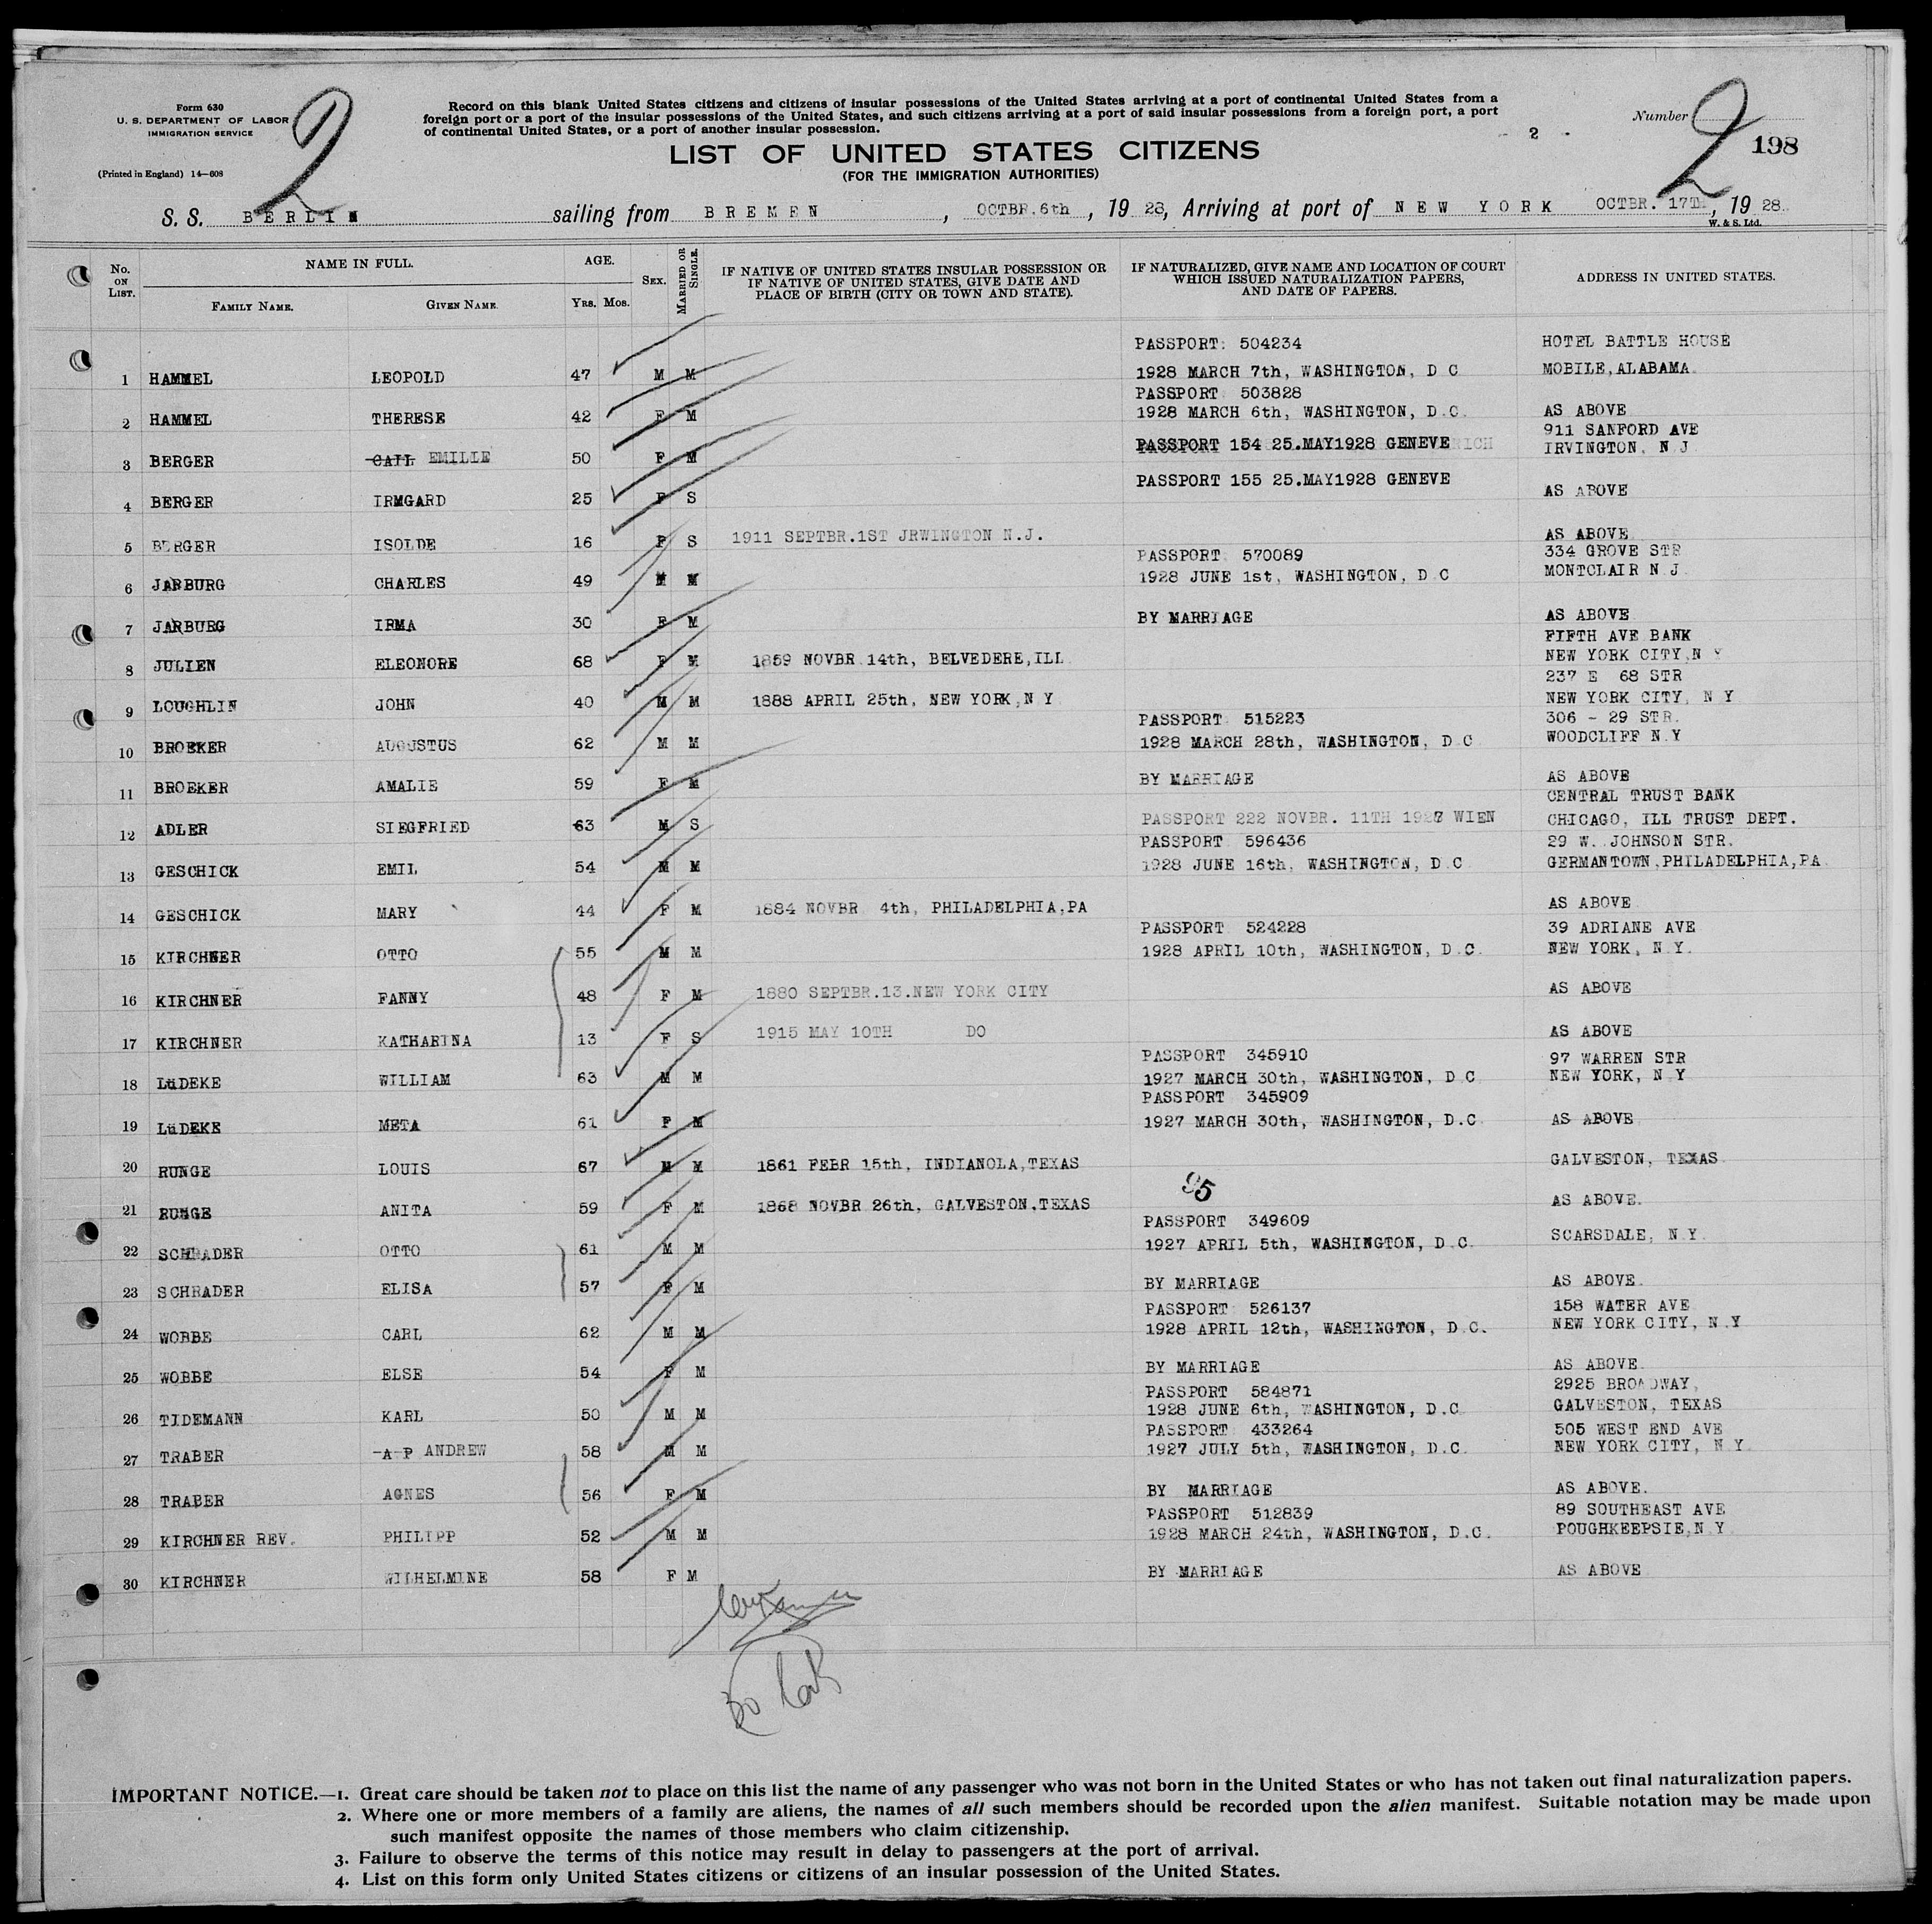 Form 630
U. S. DEPARTMENT OF LABOR
IMMIGRATION SERVICE
(Printed in England) 14—608
2
Record on this blank United States citizens and citizens of insular possessions of the United States arriving at a port of continental United States from a
foreign port or a port of the insular possessions of the United States, and such citizens arriving at a port of said insular possessions from a foreign port, a port
of continental United States, or a port of another insular possession.
2
Number
2
198
LIST OF UNITED STATES CITIZENS
(FOR THE IMMIGRATION AUTHORITIES)
S. S. BERLIN sailing from BREMEN, OCTBR. 6th, 19 28, Arriving at port of NEW YORK OCTBR. 17TH, 19 28.
W. & S. Ltd.
No. ON LIST. NAME IN FULL. FAMILY NAME. GIVEN NAME. AGE. YRS. MOS. SEX. MARRIED OR SINGLE. IF NATIVE OF UNITED STATES INSULAR POSSESSION OR IF NATIVE OF UNITED STATES, GIVE DATE AND PLACE OF BIRTH (CITY OR TOWN AND STATE). IF NATURALIZED, GIVE NAME AND LOCATION OF COURT WHICH ISSUED NATURALIZATION PAPERS, AND DATE OF PAPERS. ADDRESS IN UNITED STATES.
PASSPORT: 504234 HOTEL BATTLE HOUSE
1 HAMMEL LEOPOLD 47 M M 1928 MARCH 7th, WASHINGTON, D C MOBILE, ALABAMA.
PASSPORT 503828
2 HAMMEL THERESE 42 F M 1928 MARCH 6th, WASHINGTON, D.C. AS ABOVE
911 SANFORD AVE
3 BERGER CAIL EMILIE 50 F M PASSPORT 154 25.MAY1928 GENEVE IRVINGTON, N J
4 BERGER IRMGARD 25 F S PASSPORT 155 25.MAY1928 GENEVE AS ABOVE
5 BERGER ISOLDE 16 F S 1911 SEPTBR.1ST JRWINGTON N.J. AS ABOVE
PASSPORT: 570089 334 GROVE STR
6 JARBURG CHARLES 49 M M 1928 JUNE 1st, WASHINGTON, D C MONTCLAIR N J
7 JARBURG IRMA 30 F M BY MARRIAGE AS ABOVE
FIFTH AVE BANK
8 JULIEN ELEONORE 68 F M 1859 NOVBR 14th, BELVEDERE, ILL NEW YORK CITY, N Y
237 E 68 STR
9 LOUGHLIN JOHN 40 M M 1888 APRIL 25th, NEW YORK, N Y NEW YORK CITY, N Y
PASSPORT: 515223 306 - 29 STR.
10 BROEKER AUGUSTUS 62 M M 1928 MARCH 28th, WASHINGTON, D C WOODCLIFF N.Y
11 BROEKER AMALIE 59 F M BY MARRIAGE AS ABOVE
CENTRAL TRUST BANK
12 ADLER SIEGFRIED 63 M S PASSPORT 222 NOVBR. 11TH 1927 WIEN CHICAGO, ILL TRUST DEPT.
PASSPORT 596436 29 W. JOHNSON STR.
13 GESCHICK EMIL 54 M M 1928 JUNE 16th, WASHINGTON, D C GERMANTOWN, PHILADELPHIA, PA.
14 GESCHICK MARY 44 F M 1884 NOVBR 4th, PHILADELPHIA, PA AS ABOVE
PASSPORT: 524228 39 ADRIANE AVE
15 KIRCHNER OTTO 55 M M 1928 APRIL 10th, WASHINGTON, D.C. NEW YORK, N.Y.
16 KIRCHNER FANNY 48 F M 1880 SEPTBR.13.NEW YORK CITY AS ABOVE
17 KIRCHNER KATHARINA 13 F S 1915 MAY 10TH DO AS ABOVE
PASSPORT 345910 97 WARREN STR
18 LüDEKE WILLIAM 63 M M 1927 MARCH 30th, WASHINGTON, D C NEW YORK, N Y
PASSPORT 345909
19 LüDEKE META 61 F M 1927 MARCH 30th, WASHINGTON, D.C AS ABOVE
20 RUNGE LOUIS 67 M M 1861 FEBR 15th, INDIANOLA, TEXAS GALVESTON, TEXAS
95
21 RUNGE ANITA 59 F M 1868 NOVBR 26th, GALVESTON, TEXAS AS ABOVE.
PASSPORT 349609
22 SCHRADER OTTO 61 M M 1927 APRIL 5th, WASHINGTON, D.C. SCARSDALE, N.Y.
23 SCHRADER ELISA 57 F M BY MARRIAGE AS ABOVE.
PASSPORT: 526137 158 WATER AVE
24 WOBBE CARL 62 M M 1928 APRIL 12th, WASHINGTON, D.C. NEW YORK CITY, N.Y
25 WOBBE ELSE 54 F M BY MARRIAGE AS ABOVE
PASSPORT 584871 2925 BROADWAY,
26 TIDEMANN KARL 50 M M 1928 JUNE 6th, WASHINGTON, D.C GALVESTON, TEXAS
PASSPORT: 433264 505 WEST END AVE
27 TRABER A P ANDREW 58 M M 1927 JULY 5th, WASHINGTON, D.C. NEW YORK CITY, N Y.
28 TRABER AGNES 56 F M BY MARRIAGE AS ABOVE.
PASSPORT 512839 89 SOUTHEAST AVE
29 KIRCHNER REV. PHILIPP 52 M M 1928 MARCH 24th, WASHINGTON, D.C. POUGHKEEPSIE, N.Y
30 KIRCHNER WILHELMINE 58 F M BY MARRIAGE AS ABOVE
30
IMPORTANT NOTICE.—1. Great care should be taken not to place on this list the name of any passenger who was not born in the United States or who has not taken out final naturalization papers.
2. Where one or more members of a family are aliens, the names of all such members should be recorded upon the alien manifest. Suitable notation may be made upon
such manifest opposite the names of those members who claim citizenship.
3. Failure to observe the terms of this notice may result in delay to passengers at the port of arrival.
4. List on this form only United States citizens or citizens of an insular possession of the United States.